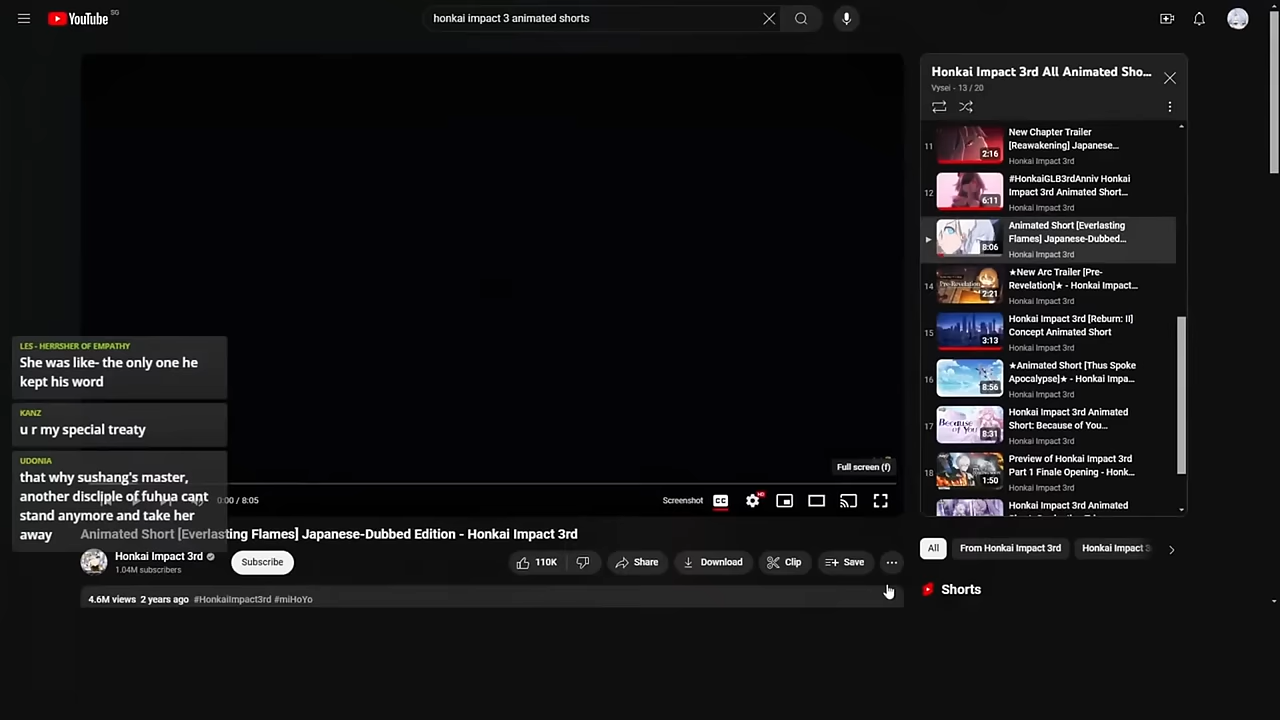 YouTube SG
honkai impact 3 animated shorts
Honkai Impact 3rd All Animated Sho...
Vysei - 13 / 20
11
2:16
New Chapter Trailer
[Reawakening] Japanese...
Honkai Impact 3rd
12
6:11
#HonkaiGLB3rdAnniv Honkai
Impact 3rd Animated Short...
Honkai Impact 3rd
8:06
Animated Short [Everlasting
Flames] Japanese-Dubbed...
Honkai Impact 3rd
14
Pre-Revelation
2:21
★New Arc Trailer [Pre-
Revelation]★ - Honkai Impact...
Honkai Impact 3rd
15
3:13
Honkai Impact 3rd [Reburn: II]
Concept Animated Short
Honkai Impact 3rd
16
8:56
★Animated Short [Thus Spoke
Apocalypse]★ - Honkai Impa...
Honkai Impact 3rd
17
Because of You
8:31
Honkai Impact 3rd Animated
Short: Because of You...
Honkai Impact 3rd
18
1:50
Preview of Honkai Impact 3rd
Part 1 Finale Opening - Honk...
Honkai Impact 3rd
Honkai Impact 3rd Animated
LES - HERRSHER OF EMPATHY
She was like- the only one he
kept his word
KANZ
u r my special treaty
UDONIA
that why sushang's master,
another discliple of fuhua cant
stand anymore and take her
away
Full screen (f)
0:00 / 8:05
Screenshot
CC
HD
Animated Short [Everlasting Flames] Japanese-Dubbed Edition - Honkai Impact 3rd
Honkai Impact 3rd
1.04M subscribers
Subscribe
110K
Share
Download
Clip
Save
4.6M views 2 years ago #HonkaiImpact3rd #miHoYo
All
From Honkai Impact 3rd
Honkai Impact 3
Shorts